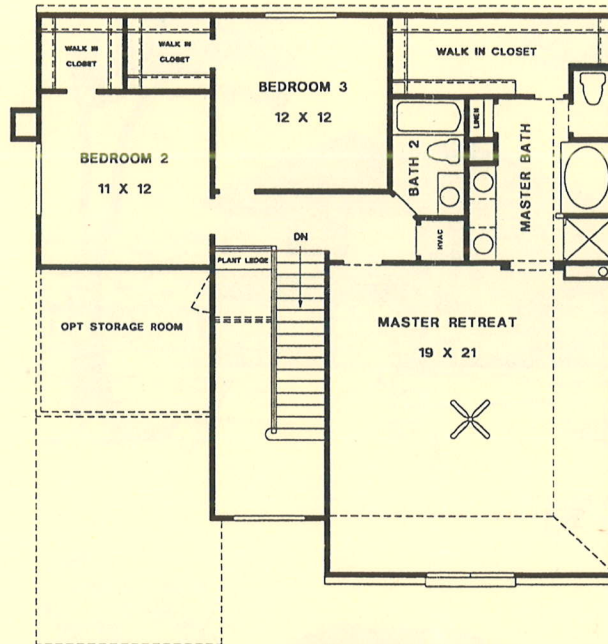 WALK IN
CLOSET
WALK IN
CLOSET
WALK IN CLOSET
BEDROOM 3
12 X 12
LINEN
BATH 2
MASTER BATH
BEDROOM 2
11 X 12
HVAC
DN
PLANT LEDGE
OPT STORAGE ROOM
MASTER RETREAT
19 X 21